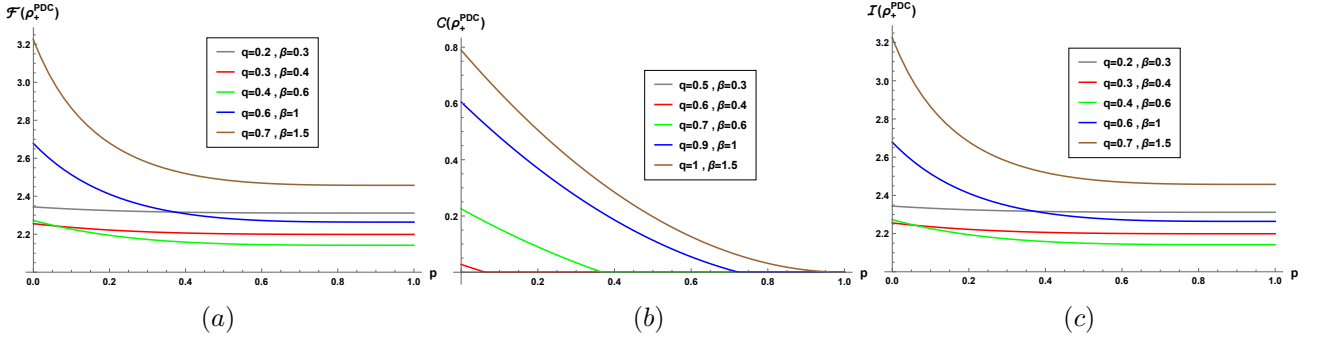 𝓕(ρ₊^PDC)
3.2
3.0
2.8
2.6
2.4
2.2
0.0 0.2 0.4 0.6 0.8 1.0 p
q=0.2 , β=0.3
q=0.3 , β=0.4
q=0.4 , β=0.6
q=0.6 , β=1
q=0.7 , β=1.5
(a)
C(ρ₊^PDC)
0.8
0.6
0.4
0.2
0.2 0.4 0.6 0.8 1.0 p
q=0.5 , β=0.3
q=0.6 , β=0.4
q=0.7 , β=0.6
q=0.9 , β=1
q=1 , β=1.5
(b)
𝓘(ρ₊^PDC)
3.2
3.0
2.8
2.6
2.4
2.2
0.0 0.2 0.4 0.6 0.8 1.0 p
q=0.2 , β=0.3
q=0.3 , β=0.4
q=0.4 , β=0.6
q=0.6 , β=1
q=0.7 , β=1.5
(c)